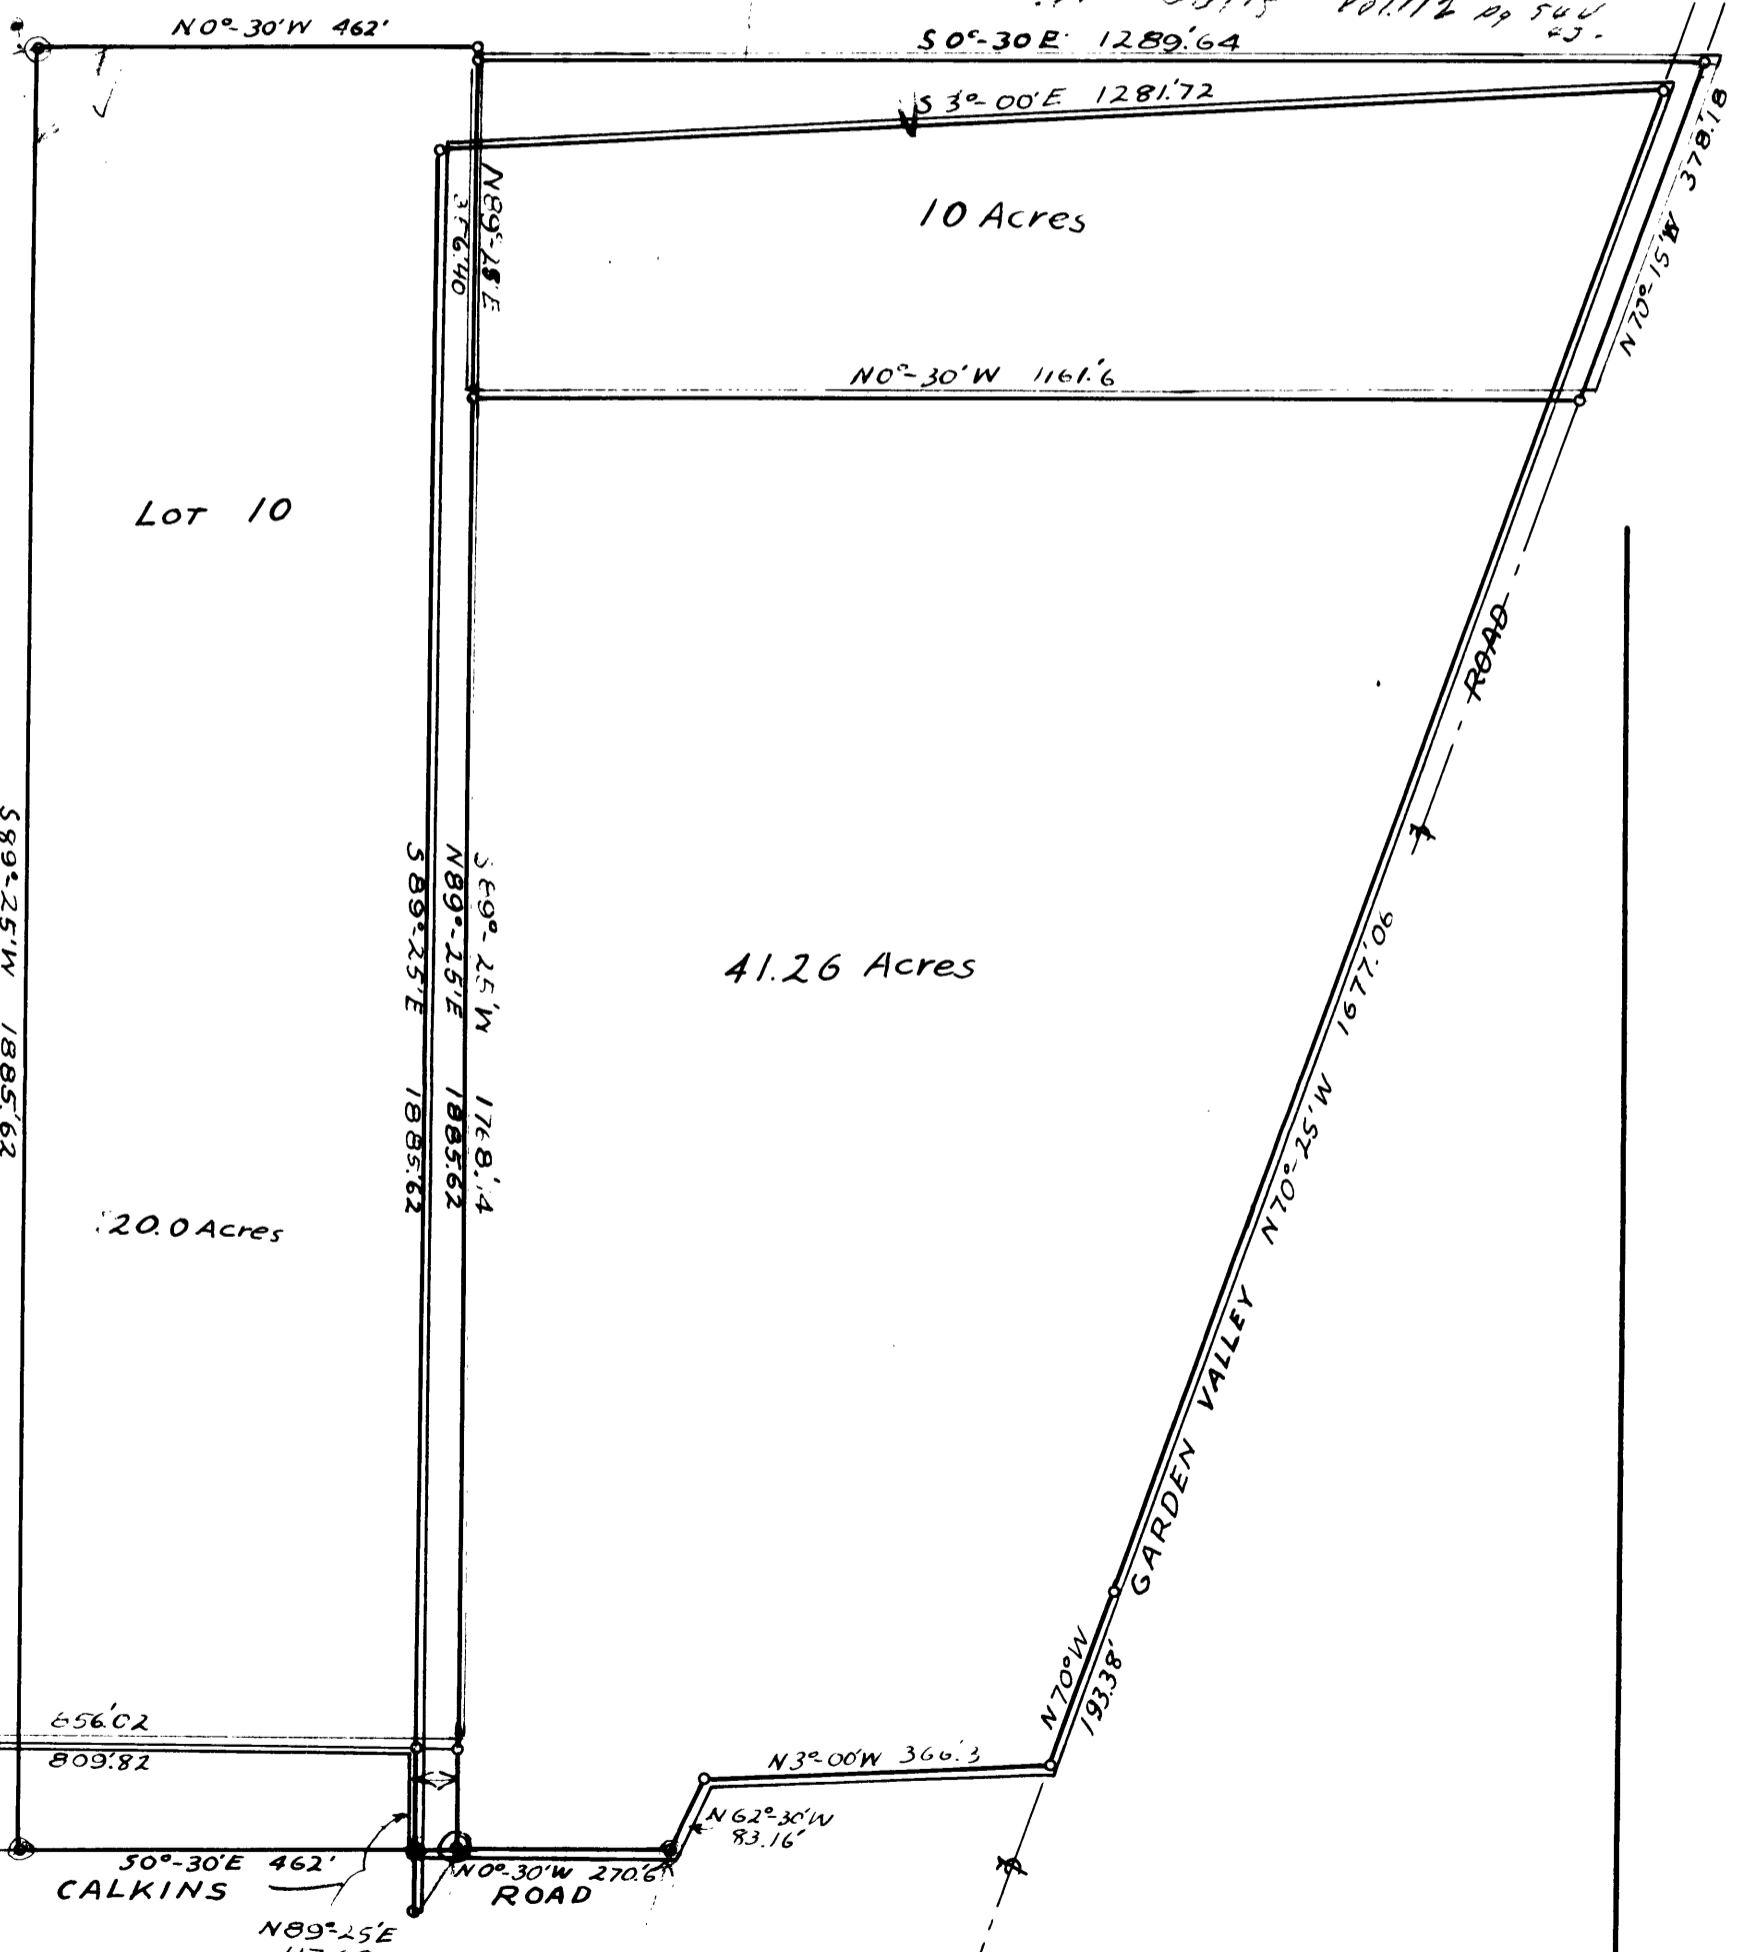 N0°-30'W 462'
S0°-30E 1289.'64
S 3°-00'E 1281.'72
N70°-15'W 378.'18
N89°-25'E
356.'40
10 Acres
N0°-30'W 1161.'6
LOT 10
ROAD
S89°-25'W 1885.'62
S89°-25'E 1885.'62
N89°-25'E 1885.62
S89°-25'W 1768.'14
41.26 Acres
N70°-25'W 1677.'06
20.0 Acres
GARDEN VALLEY
N70°W
193.38'
656.'02
809.'82
N3°-00'W 366.'3
N62°-30'W
83.16'
S0°-30'E 462'
N0°-30'W 270.6'
CALKINS
ROAD
N89°-25'E